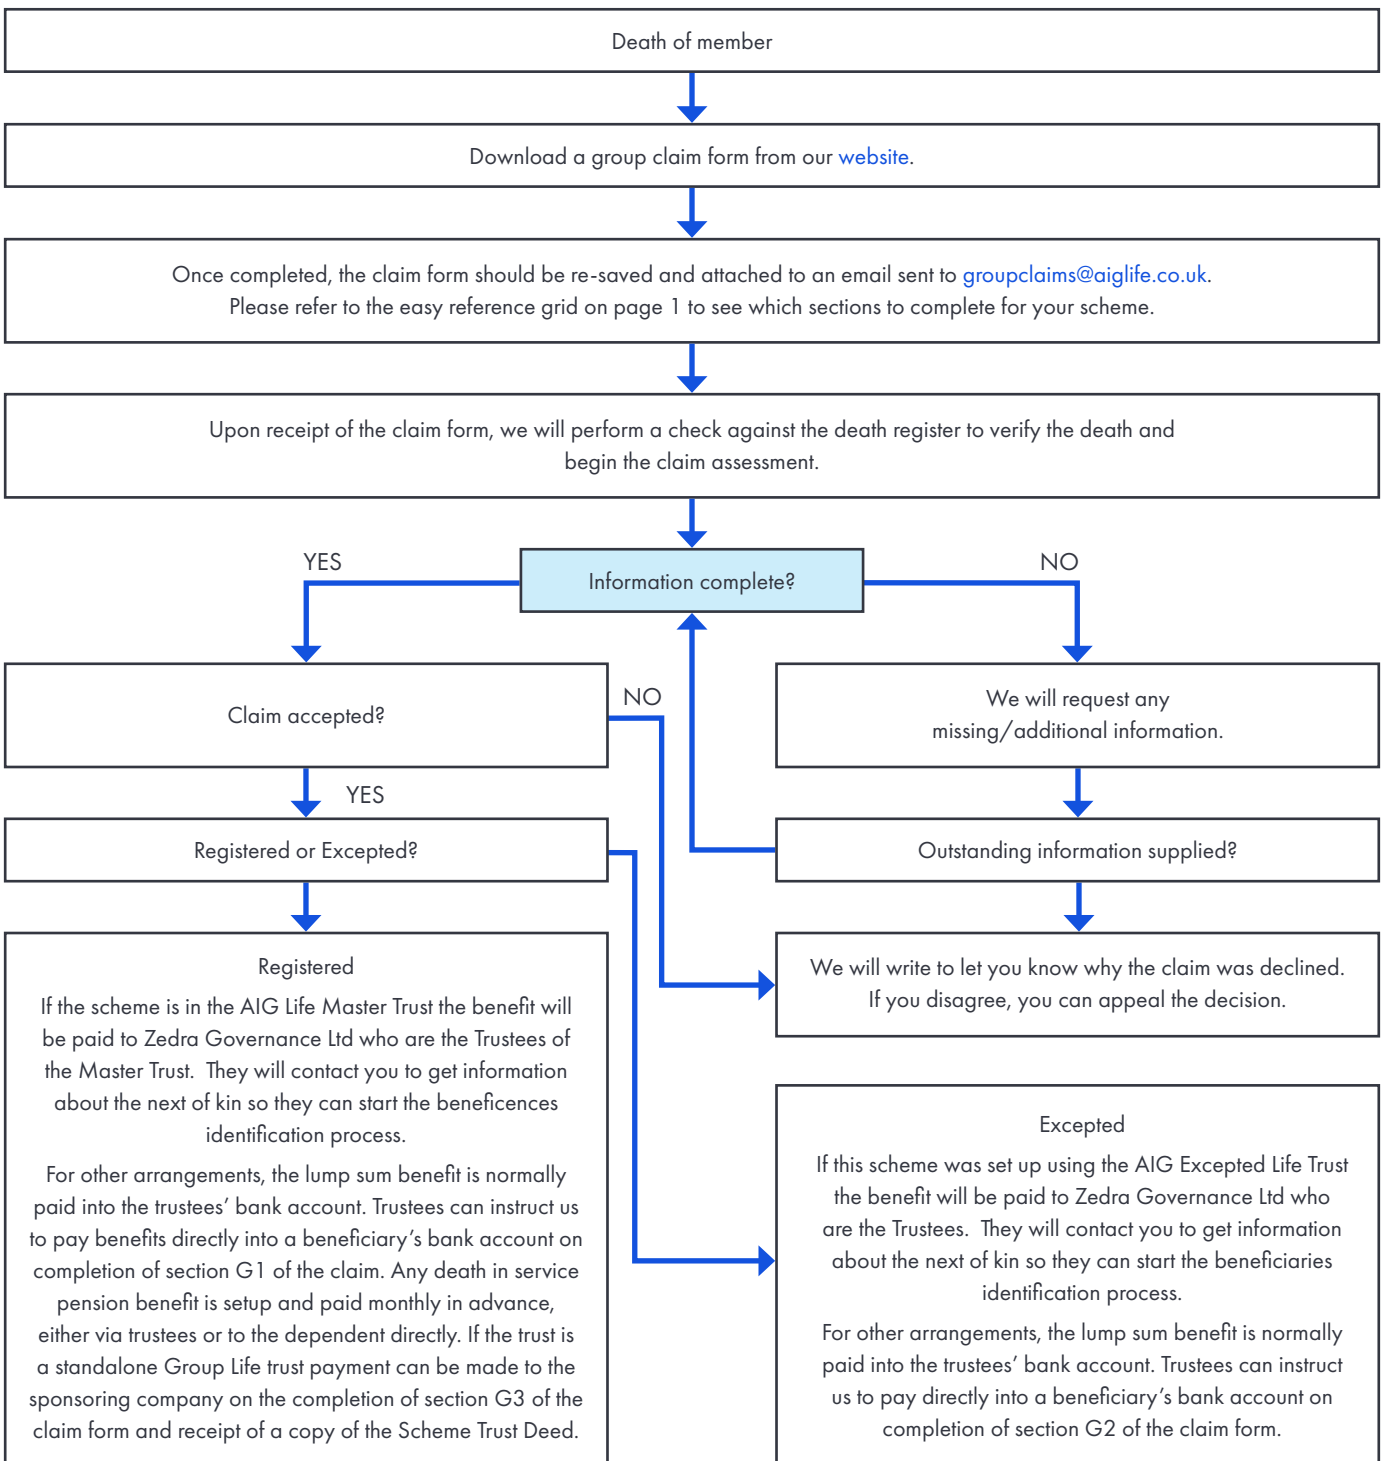 Death of member
Download a group claim form from our website.
Once completed, the claim form should be re-saved and attached to an email sent to groupclaims@aiglife.co.uk.
Please refer to the easy reference grid on page 1 to see which sections to complete for your scheme.
Upon receipt of the claim form, we will perform a check against the death register to verify the death and
begin the claim assessment.
YES
Information complete?
NO
Claim accepted?
NO
We will request any
missing/additional information.
YES
Registered or Excepted?
Outstanding information supplied?
Registered
If the scheme is in the AIG Life Master Trust the benefit will
be paid to Zedra Governance Ltd who are the Trustees of
the Master Trust. They will contact you to get information
about the next of kin so they can start the beneficences
identification process.
For other arrangements, the lump sum benefit is normally
paid into the trustees' bank account. Trustees can instruct us
to pay benefits directly into a beneficiary's bank account on
completion of section G1 of the claim. Any death in service
pension benefit is setup and paid monthly in advance,
either via trustees or to the dependent directly. If the trust is
a standalone Group Life trust payment can be made to the
sponsoring company on the completion of section G3 of the
claim form and receipt of a copy of the Scheme Trust Deed.
We will write to let you know why the claim was declined.
If you disagree, you can appeal the decision.
Excepted
If this scheme was set up using the AIG Excepted Life Trust
the benefit will be paid to Zedra Governance Ltd who
are the Trustees. They will contact you to get information
about the next of kin so they can start the beneficiaries
identification process.
For other arrangements, the lump sum benefit is normally
paid into the trustees' bank account. Trustees can instruct
us to pay directly into a beneficiary's bank account on
completion of section G2 of the claim form.